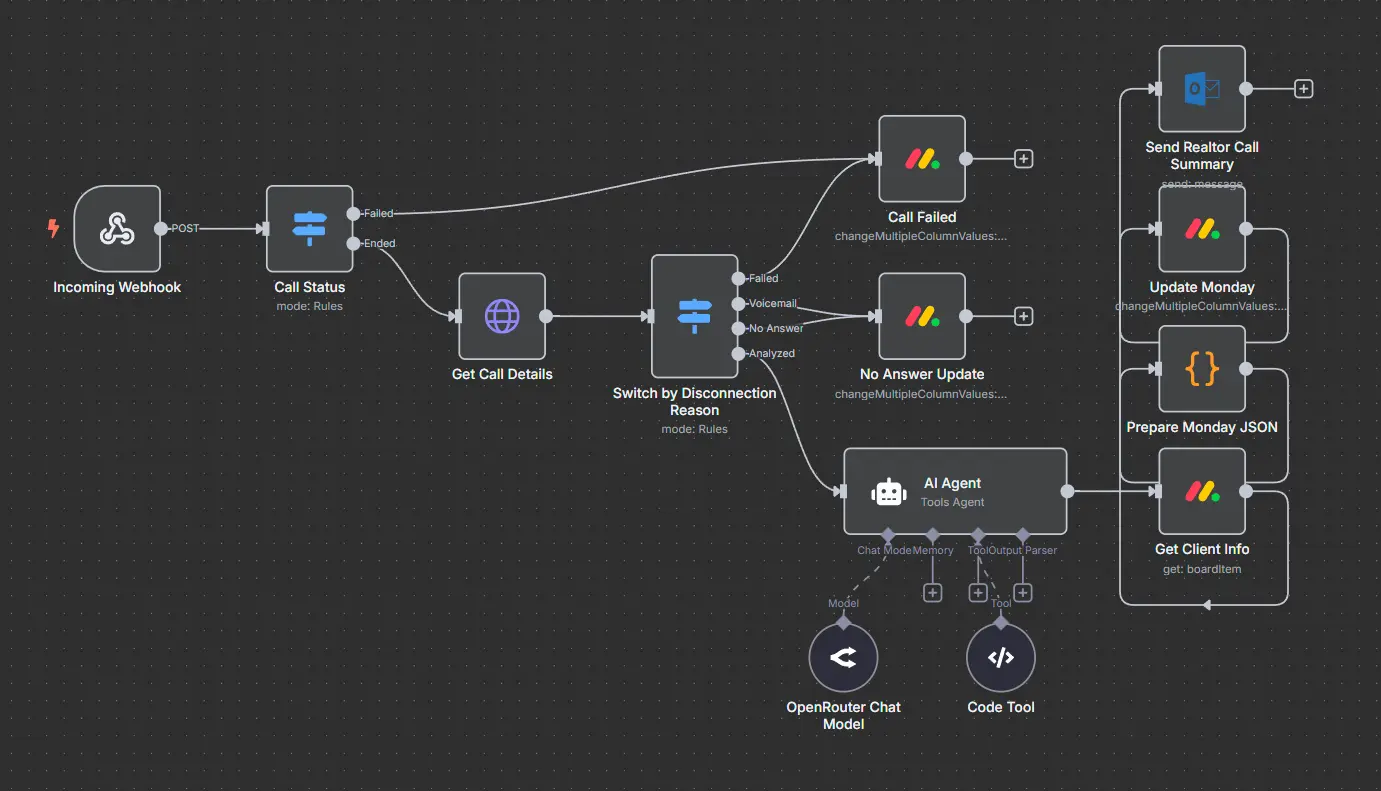 POST
Incoming Webhook
Failed
Ended
Call Status
mode: Rules
Get Call Details
Failed
Voicemail
No Answer
Analyzed
Switch by Disconnection
Reason
mode: Rules
Call Failed
changeMultipleColumnValues:...
No Answer Update
changeMultipleColumnValues:...
AI Agent
Tools Agent
Chat Mode
Memory
Tool
Output Parser
Model
Tool
OpenRouter Chat
Model
Code Tool
Send Realtor Call
Summary
send: message
Update Monday
changeMultipleColumnValues:...
Prepare Monday JSON
Get Client Info
get: boardItem